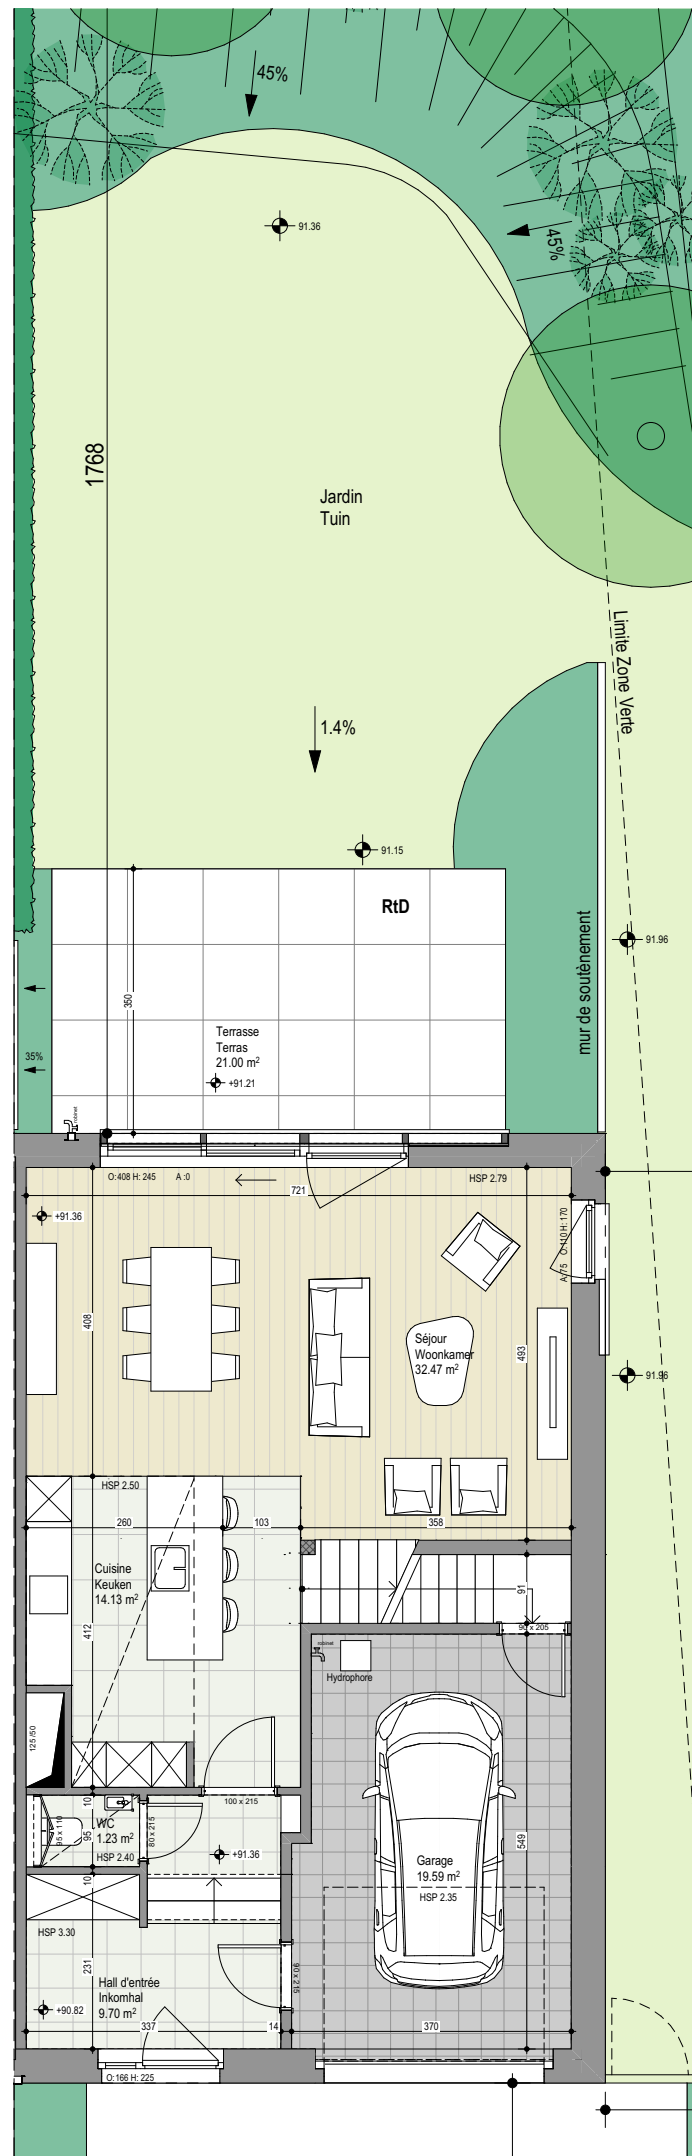 45%
91.36
45%
1768
Jardin
Tuin
Limite Zone Verte
1.4%
91.15
RtD
91.96
mur de soutènement
350
Terrasse
Terras
21.00 m²
+91.21
35%
robinet
O:408 H: 245 A :0
HSP 2.79
721
+91.36
A: 75 O:110 H:170
408
Séjour
Woonkamer
32.47 m²
493
91.96
HSP 2.50
260
103
358
Cuisine
Keuken
14.13 m²
91
412
90 x 205
robinet
Hydrophore
125 /50
100 x 215
10
WC
1.23 m²
95
95 x 110
80 x 215
HSP 2.40
+91.36
549
Garage
19.59 m²
HSP 2.35
10
HSP 3.30
231
Hall d'entrée
Inkomhal
9.70 m²
90 x 215
+90.82
337
14
370
O:166 H: 225